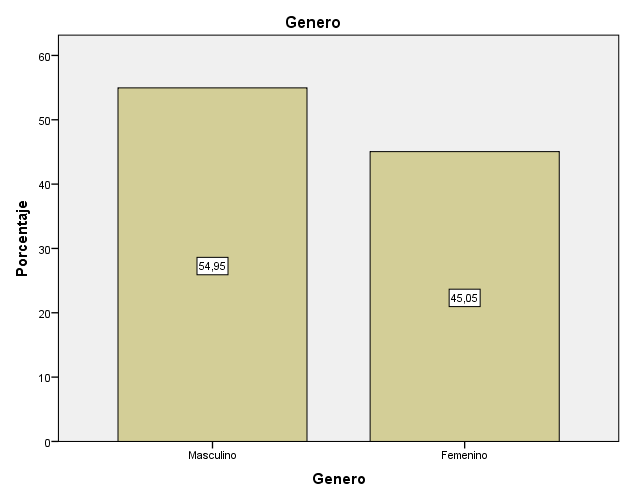 Genero
Porcentaje
60
50
40
30
20
10
0
54,95
45,05
Masculino
Femenino
Genero